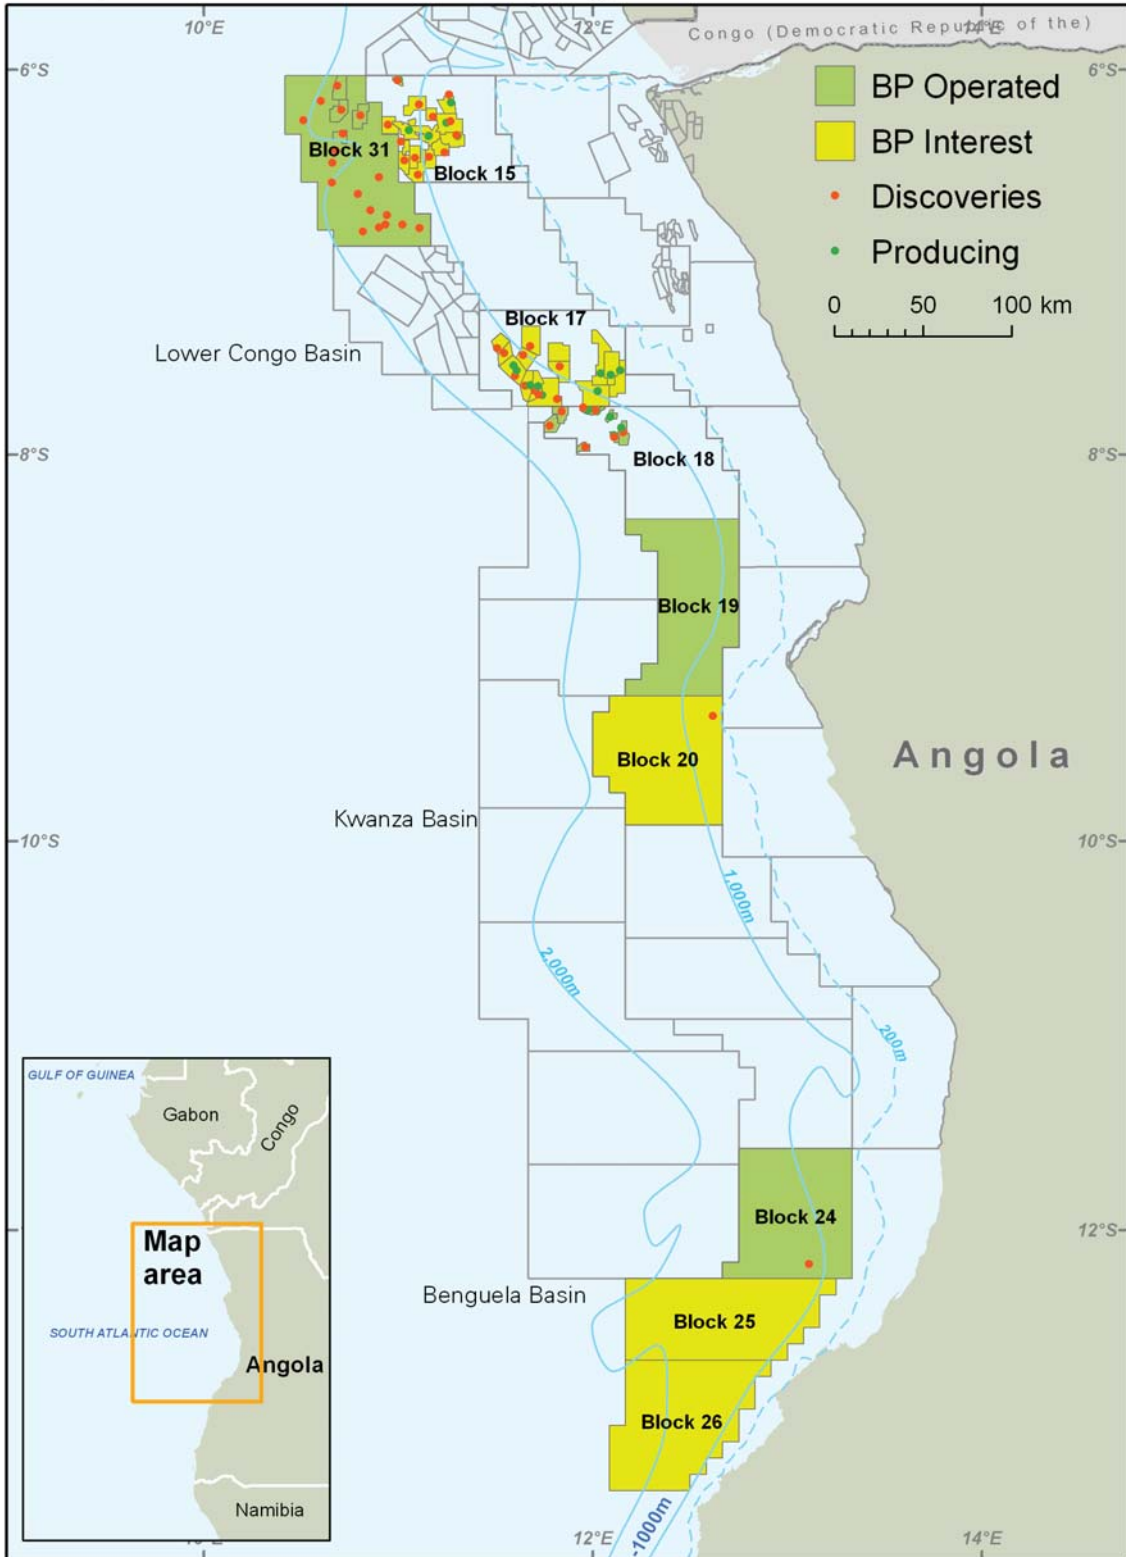 10°E
12°E
14°E
Congo (Democratic Republic of the)
6°S
6°S
BP Operated
BP Interest
Discoveries
Producing
0 50 100 km
Block 31
Block 15
Block 17
Lower Congo Basin
Block 18
8°S
8°S
Block 19
Block 20
Angola
Kwanza Basin
10°S
10°S
1,000m
2,000m
200m
GULF OF GUINEA
Gabon
Congo
Map
area
SOUTH ATLANTIC OCEAN
Angola
Namibia
Block 24
12°S
Benguela Basin
Block 25
Block 26
-1000m
12°E
14°E